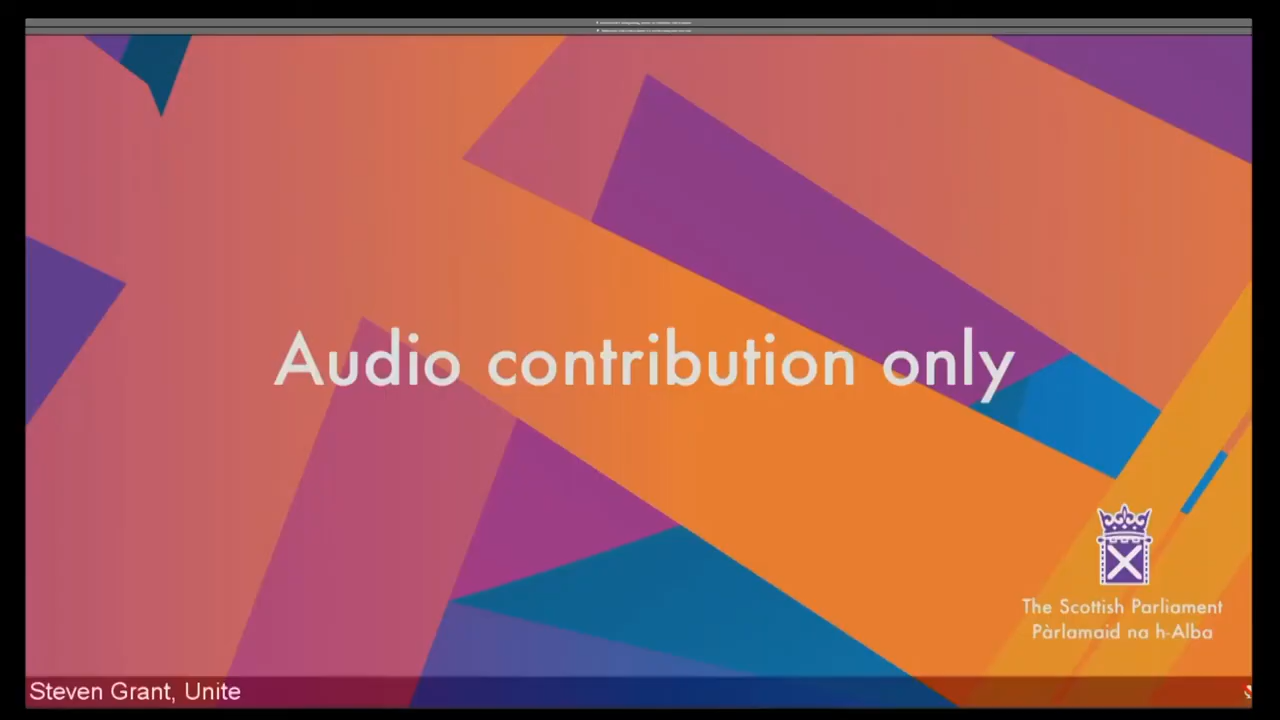 Audio contribution only
The Scottish Parliament
Pàrlamaid na h-Alba
Steven Grant, Unite